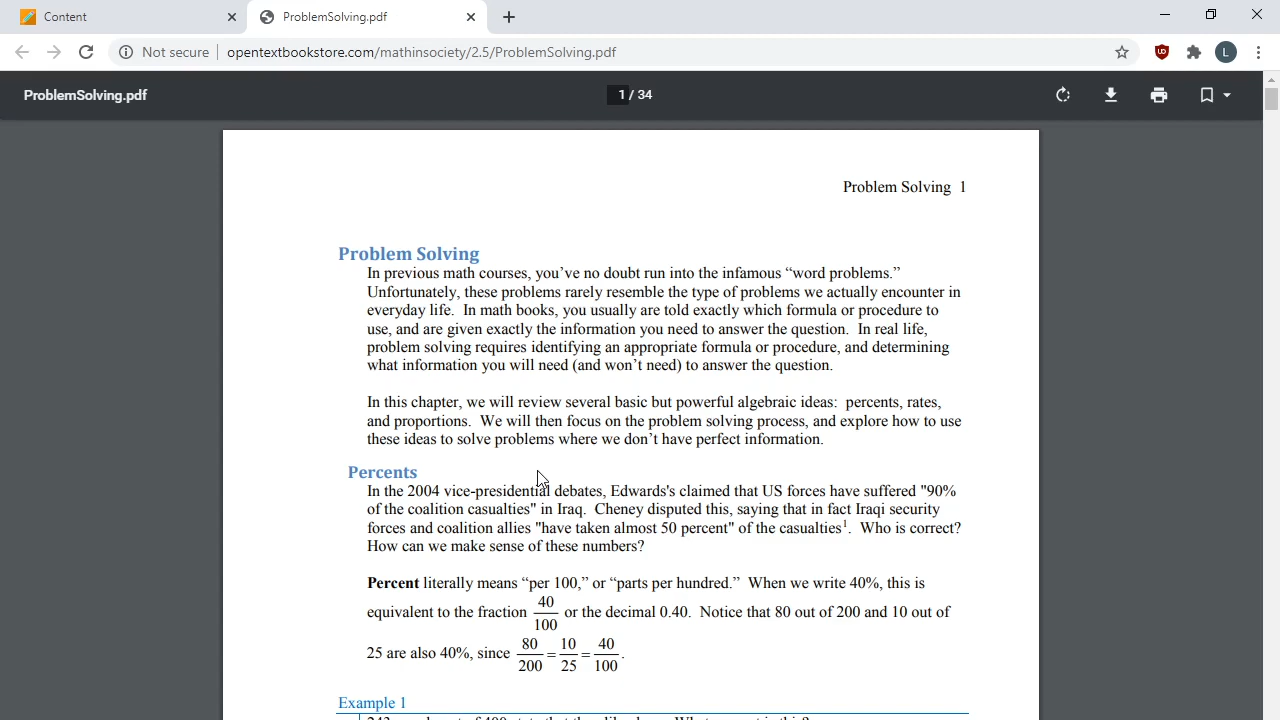 Content
ProblemSolving.pdf
Not secure
opentextbookstore.com/mathinsociety/2.5/ProblemSolving.pdf
L
ProblemSolving.pdf
1 / 34
Problem Solving 1
Problem Solving
In previous math courses, you’ve no doubt run into the infamous “word problems.”
Unfortunately, these problems rarely resemble the type of problems we actually encounter in
everyday life. In math books, you usually are told exactly which formula or procedure to
use, and are given exactly the information you need to answer the question. In real life,
problem solving requires identifying an appropriate formula or procedure, and determining
what information you will need (and won’t need) to answer the question.
In this chapter, we will review several basic but powerful algebraic ideas: percents, rates,
and proportions. We will then focus on the problem solving process, and explore how to use
these ideas to solve problems where we don’t have perfect information.
Percents
In the 2004 vice-presidential debates, Edwards's claimed that US forces have suffered "90%
of the coalition casualties" in Iraq. Cheney disputed this, saying that in fact Iraqi security
forces and coalition allies "have taken almost 50 percent" of the casualties1. Who is correct?
How can we make sense of these numbers?
Percent literally means “per 100,” or “parts per hundred.” When we write 40%, this is
equivalent to the fraction 40/100 or the decimal 0.40. Notice that 80 out of 200 and 10 out of
25 are also 40%, since 80/200 = 10/25 = 40/100.
Example 1